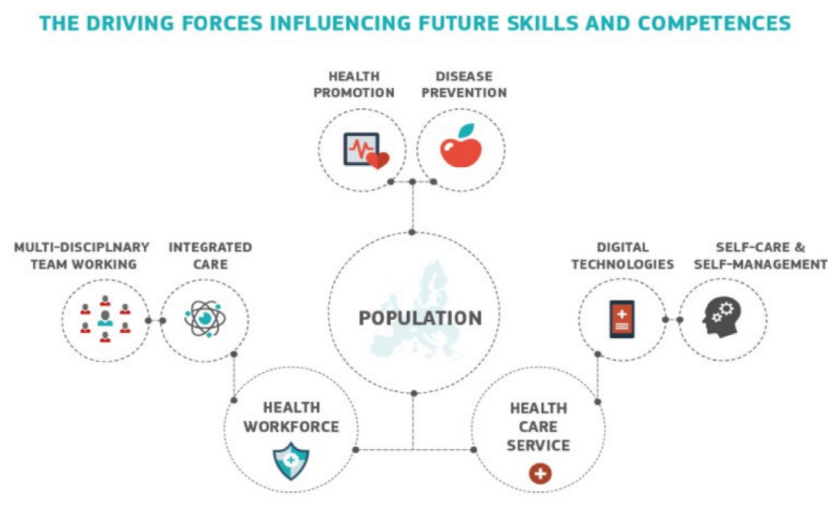 THE DRIVING FORCES INFLUENCING FUTURE SKILLS AND COMPETENCES
HEALTH
PROMOTION
DISEASE
PREVENTION
MULTI-DISCIPLNARY
TEAM WORKING
INTEGRATED
CARE
DIGITAL
TECHNOLOGIES
SELF-CARE &
SELF-MANAGEMENT
POPULATION
HEALTH
WORKFORCE
HEALTH
CARE
SERVICE